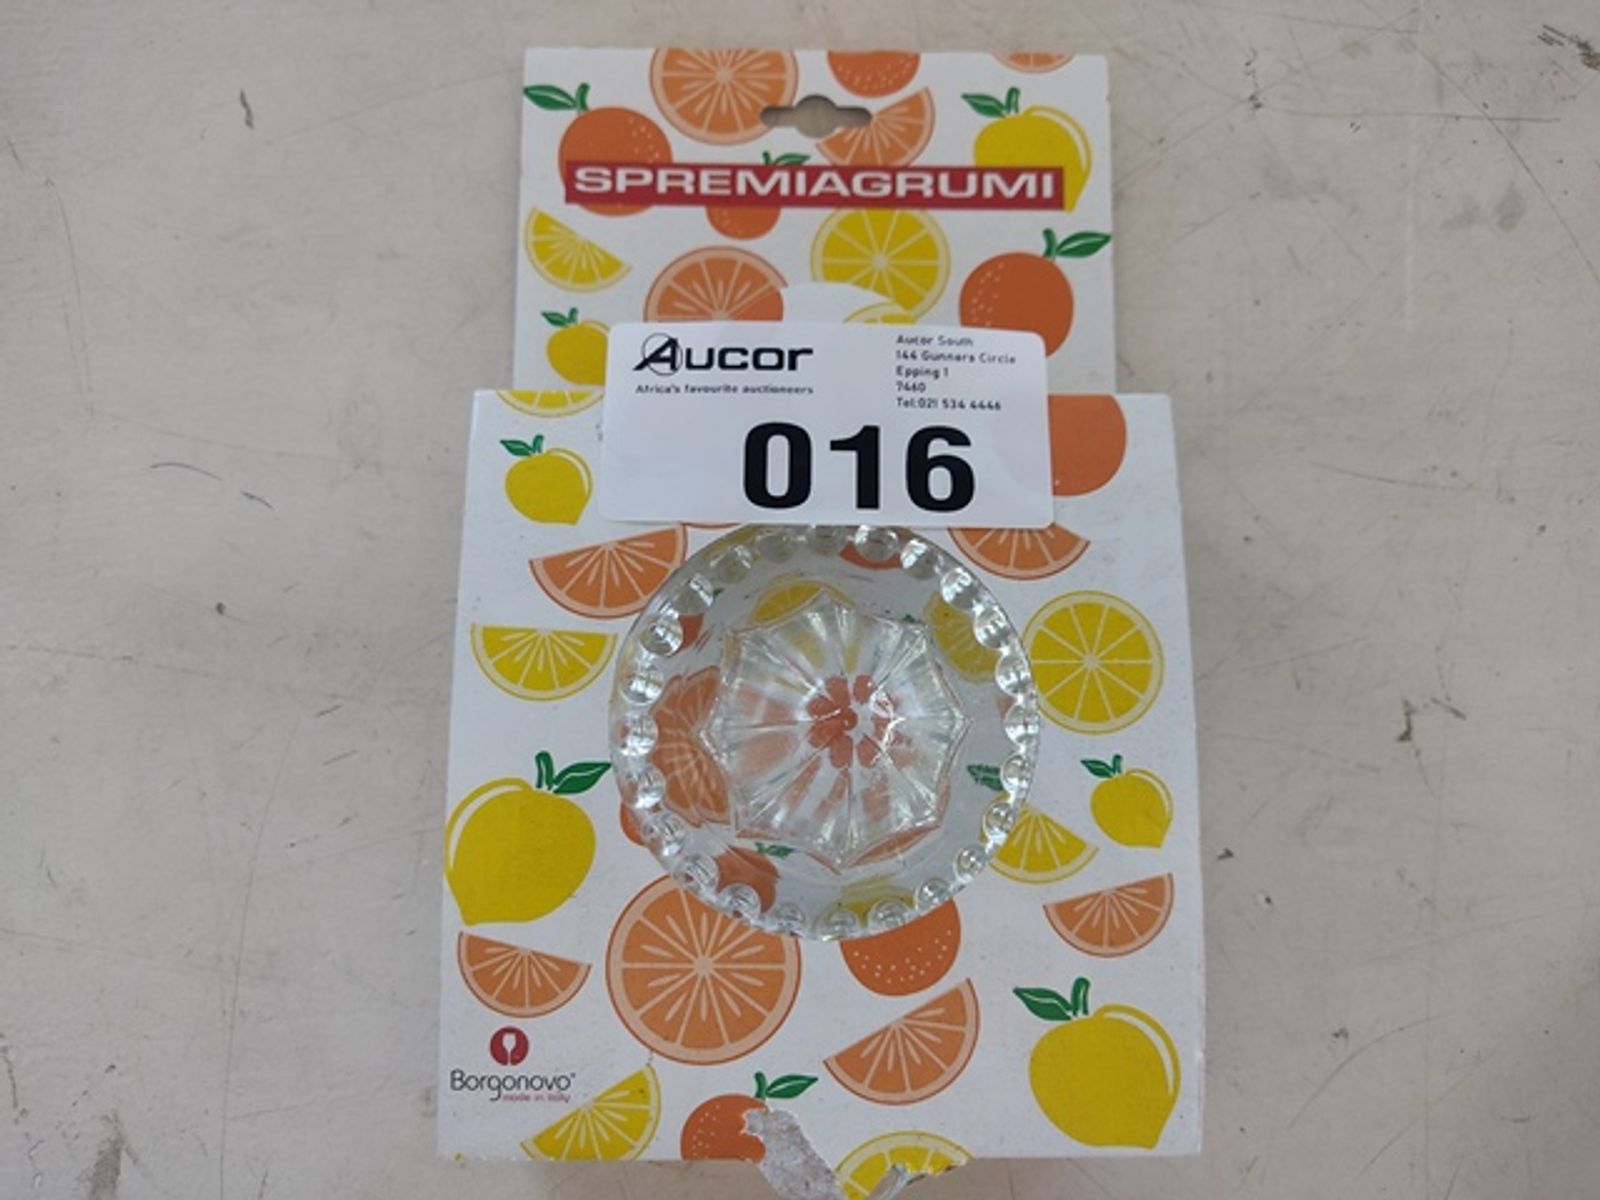 SPREMIAGRUMI
Aucor
Africa's favourite auctioneers
Aucor South
144 Gunners Circle
Epping 1
7460
Tel:021 534 4446
016
Borgonovo
made in Italy